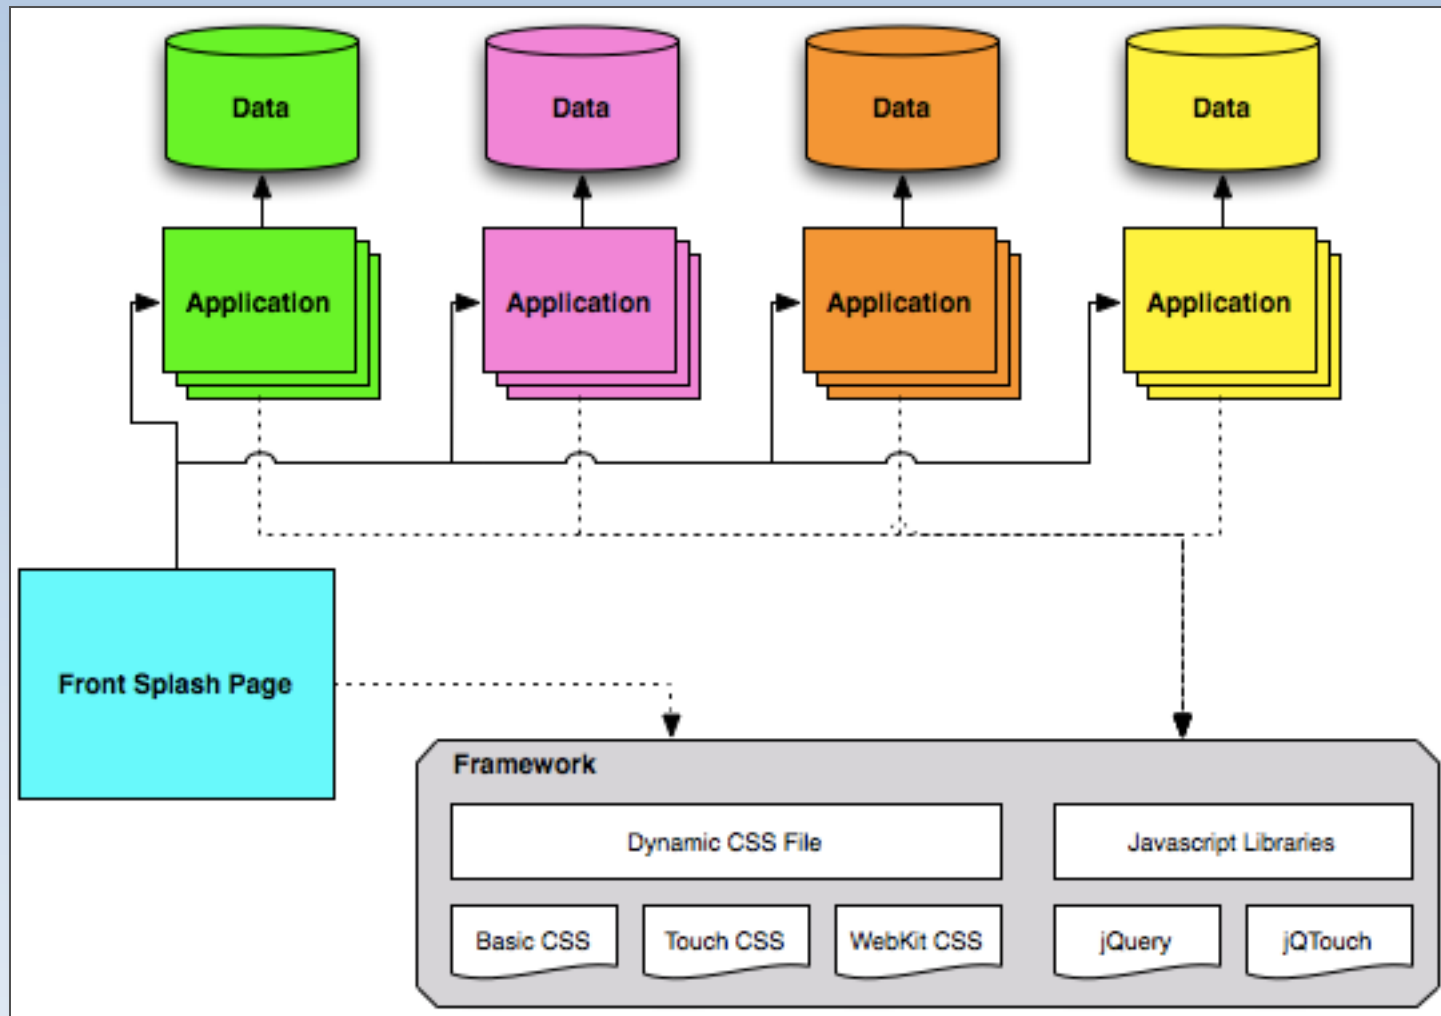 Data
Data
Data
Data
Application
Application
Application
Application
Front Splash Page
Framework
Dynamic CSS File
Javascript Libraries
Basic CSS
Touch CSS
WebKit CSS
jQuery
jQTouch